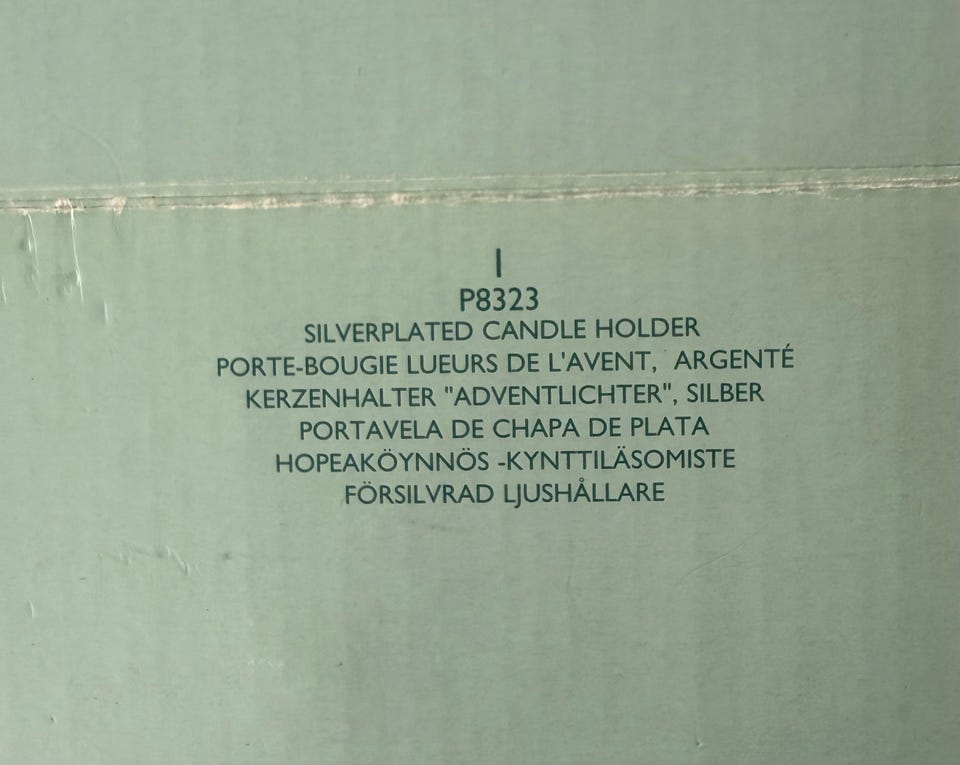 1
P8323
SILVERPLATED CANDLE HOLDER
PORTE-BOUGIE LUEURS DE L'AVENT, ARGENTÉ
KERZENHALTER "ADVENTLICHTER", SILBER
PORTAVELA DE CHAPA DE PLATA
HOPEAKÖYNNÖS -KYNTTILÄSOMISTE
FÖRSILVRAD LJUSHÅLLARE